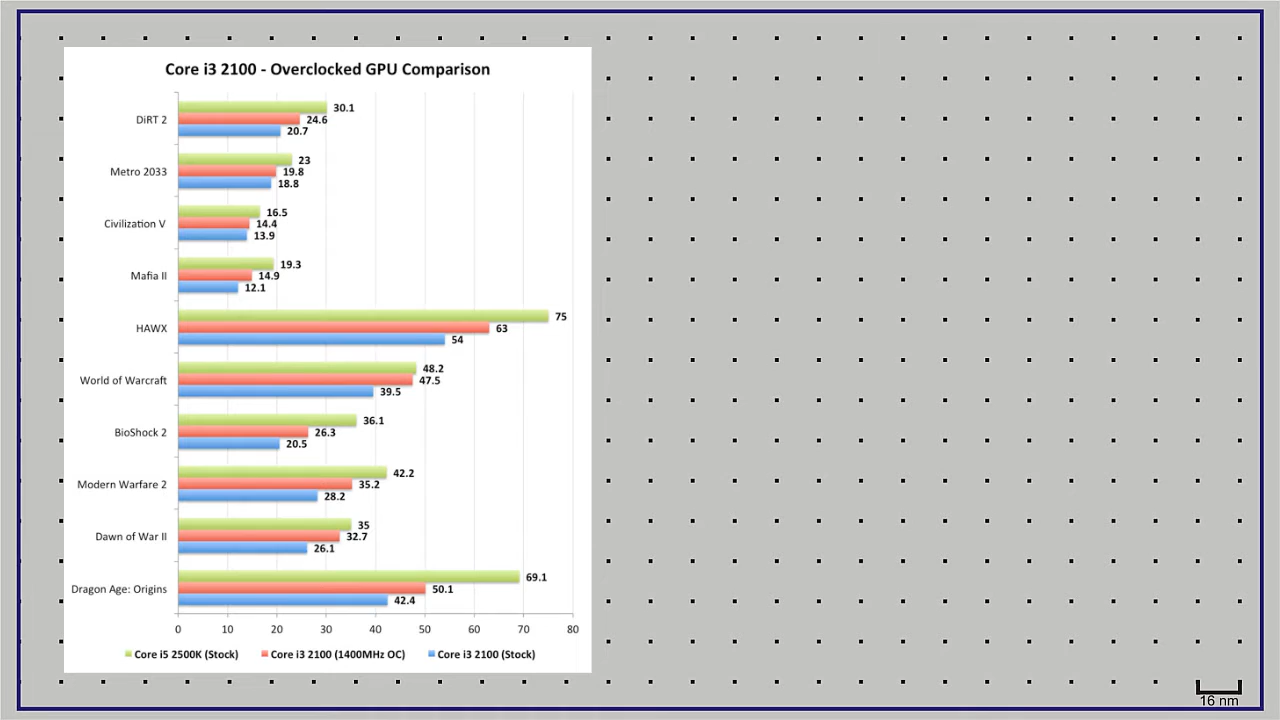 Core i3 2100 - Overclocked GPU Comparison
DiRT 2
30.1
24.6
20.7
Metro 2033
23
19.8
18.8
Civilization V
16.5
14.4
13.9
Mafia II
19.3
14.9
12.1
HAWX
75
63
54
World of Warcraft
48.2
47.5
39.5
BioShock 2
36.1
26.3
20.5
Modern Warfare 2
42.2
35.2
28.2
Dawn of War II
35
32.7
26.1
Dragon Age: Origins
69.1
50.1
42.4
0 10 20 30 40 50 60 70 80
Core i5 2500K (Stock) Core i3 2100 (1400MHz OC) Core i3 2100 (Stock)
16 nm